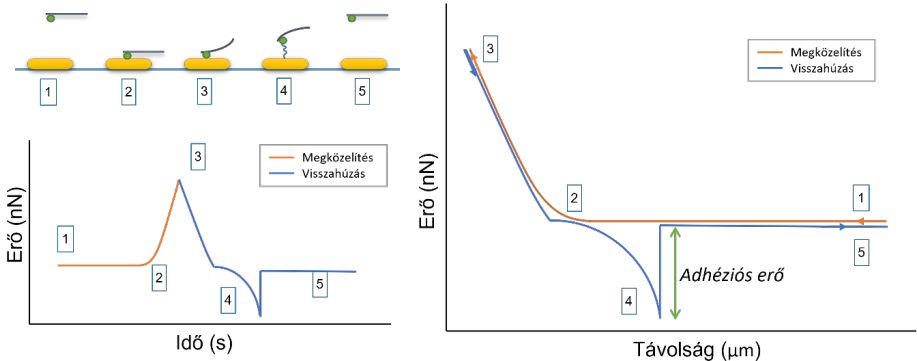 1
2
3
4
5
Erő (nN)
Megközelítés
Visszahúzás
1
2
3
4
5
Idő (s)
Erő (nN)
Megközelítés
Visszahúzás
3
2
1
5
4
Adhéziós erő
Távolság (μm)